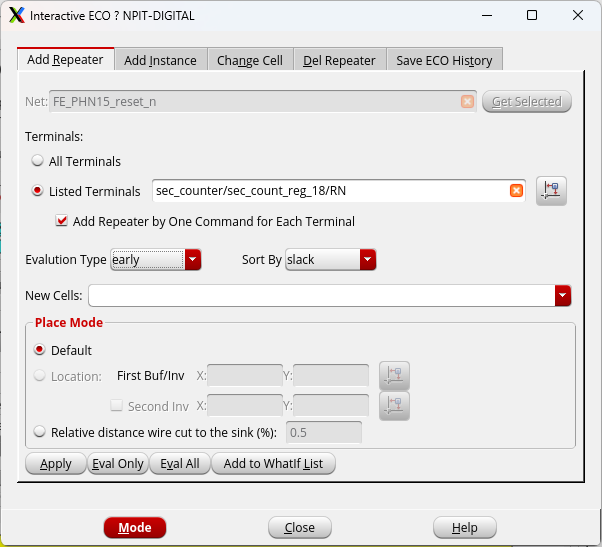 Interactive ECO ? NPIT-DIGITAL
Add Repeater Add Instance Change Cell Del Repeater Save ECO History
Net: FE_PHN15_reset_n Get Selected
Terminals:
All Terminals
Listed Terminals sec_counter/sec_count_reg_18/RN
Add Repeater by One Command for Each Terminal
Evalution Type early Sort By slack
New Cells:
Place Mode
Default
Location: First Buf/Inv X: Y:
Second Inv X: Y:
Relative distance wire cut to the sink (%): 0.5
Apply Eval Only Eval All Add to WhatIf List
Mode Close Help